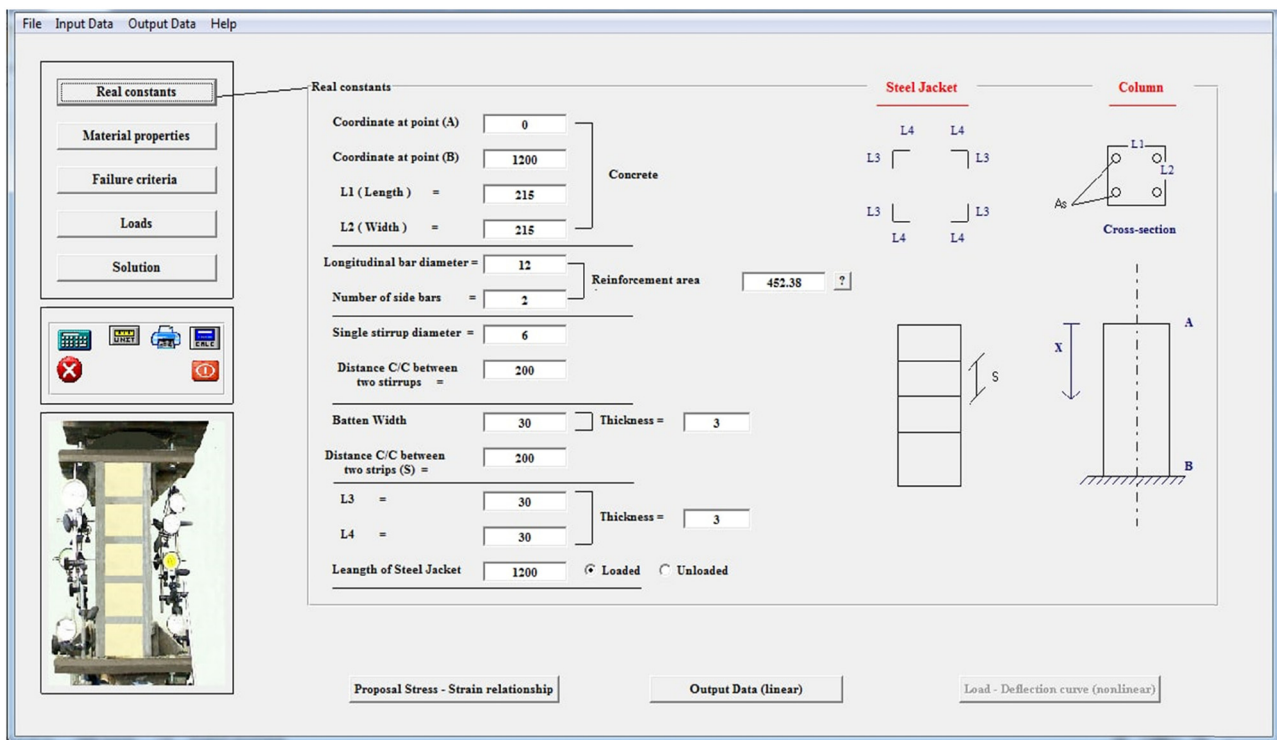 File Input Data Output Data Help
Real constants
Material properties
Failure criteria
Loads
Solution
UNIT
CALC
Real constants
Coordinate at point (A) 0
Coordinate at point (B) 1200
L1 ( Length ) = 215
L2 ( Width ) = 215
Concrete
Longitudinal bar diameter = 12
Number of side bars = 2
Reinforcement area 452.38 ?
Single stirrup diameter = 6
Distance C/C between
two stirrups = 200
Batten Width 30 Thickness = 3
Distance C/C between
two strips (S) = 200
L3 = 30
L4 = 30
Thickness = 3
Leangth of Steel Jacket 1200 Loaded Unloaded
Steel Jacket
L4 L4
L3 L3
L3 L3
L4 L4
S
Column
L1
L2
As
Cross-section
A
X
B
Proposal Stress - Strain relationship
Output Data (linear)
Load - Deflection curve (nonlinear)